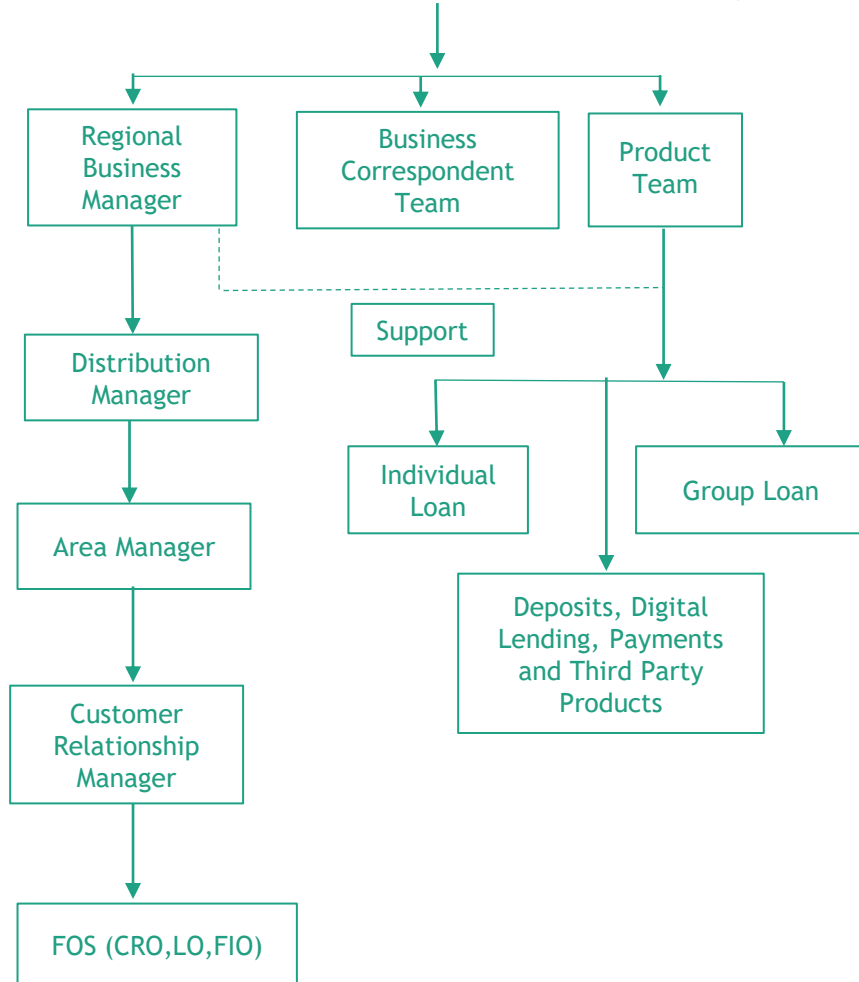 Regional
Business
Manager
Business
Correspondent
Team
Product
Team
Support
Distribution
Manager
Individual
Loan
Group Loan
Area Manager
Deposits, Digital
Lending, Payments
and Third Party
Products
Customer
Relationship
Manager
FOS (CRO,LO,FIO)